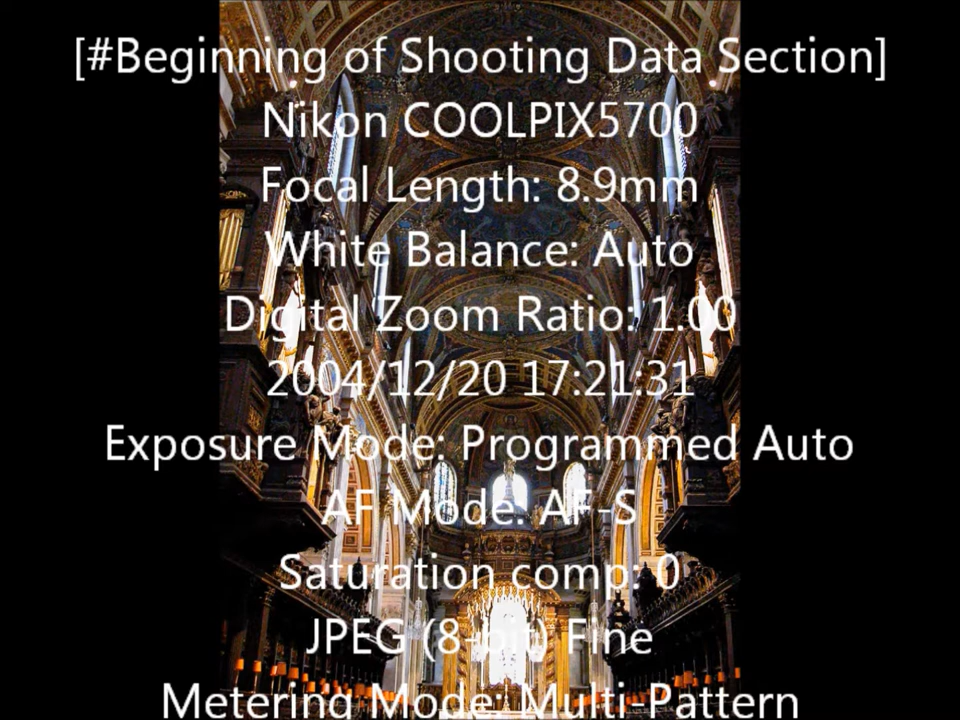 [#Beginning of Shooting Data Section]
Nikon COOLPIX5700
Focal Length: 8.9mm
White Balance: Auto
Digital Zoom Ratio: 1.00
2004/12/20 17:21:31
Exposure Mode: Programmed Auto
AF Mode: AF-S
Saturation comp: 0
JPEG (8-bit) Fine
Metering Mode: Multi-Pattern